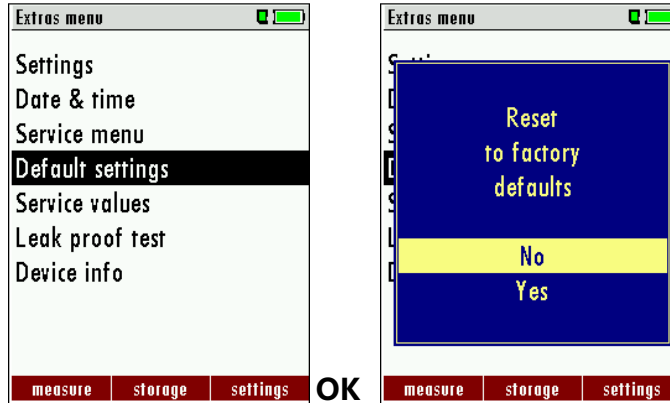 Extras menu
Settings
Date & time
Service menu
Default settings
Service values
Leak proof test
Device info
measure storage settings
OK
Extras menu
Reset
to factory
defaults
No
Yes
measure storage settings